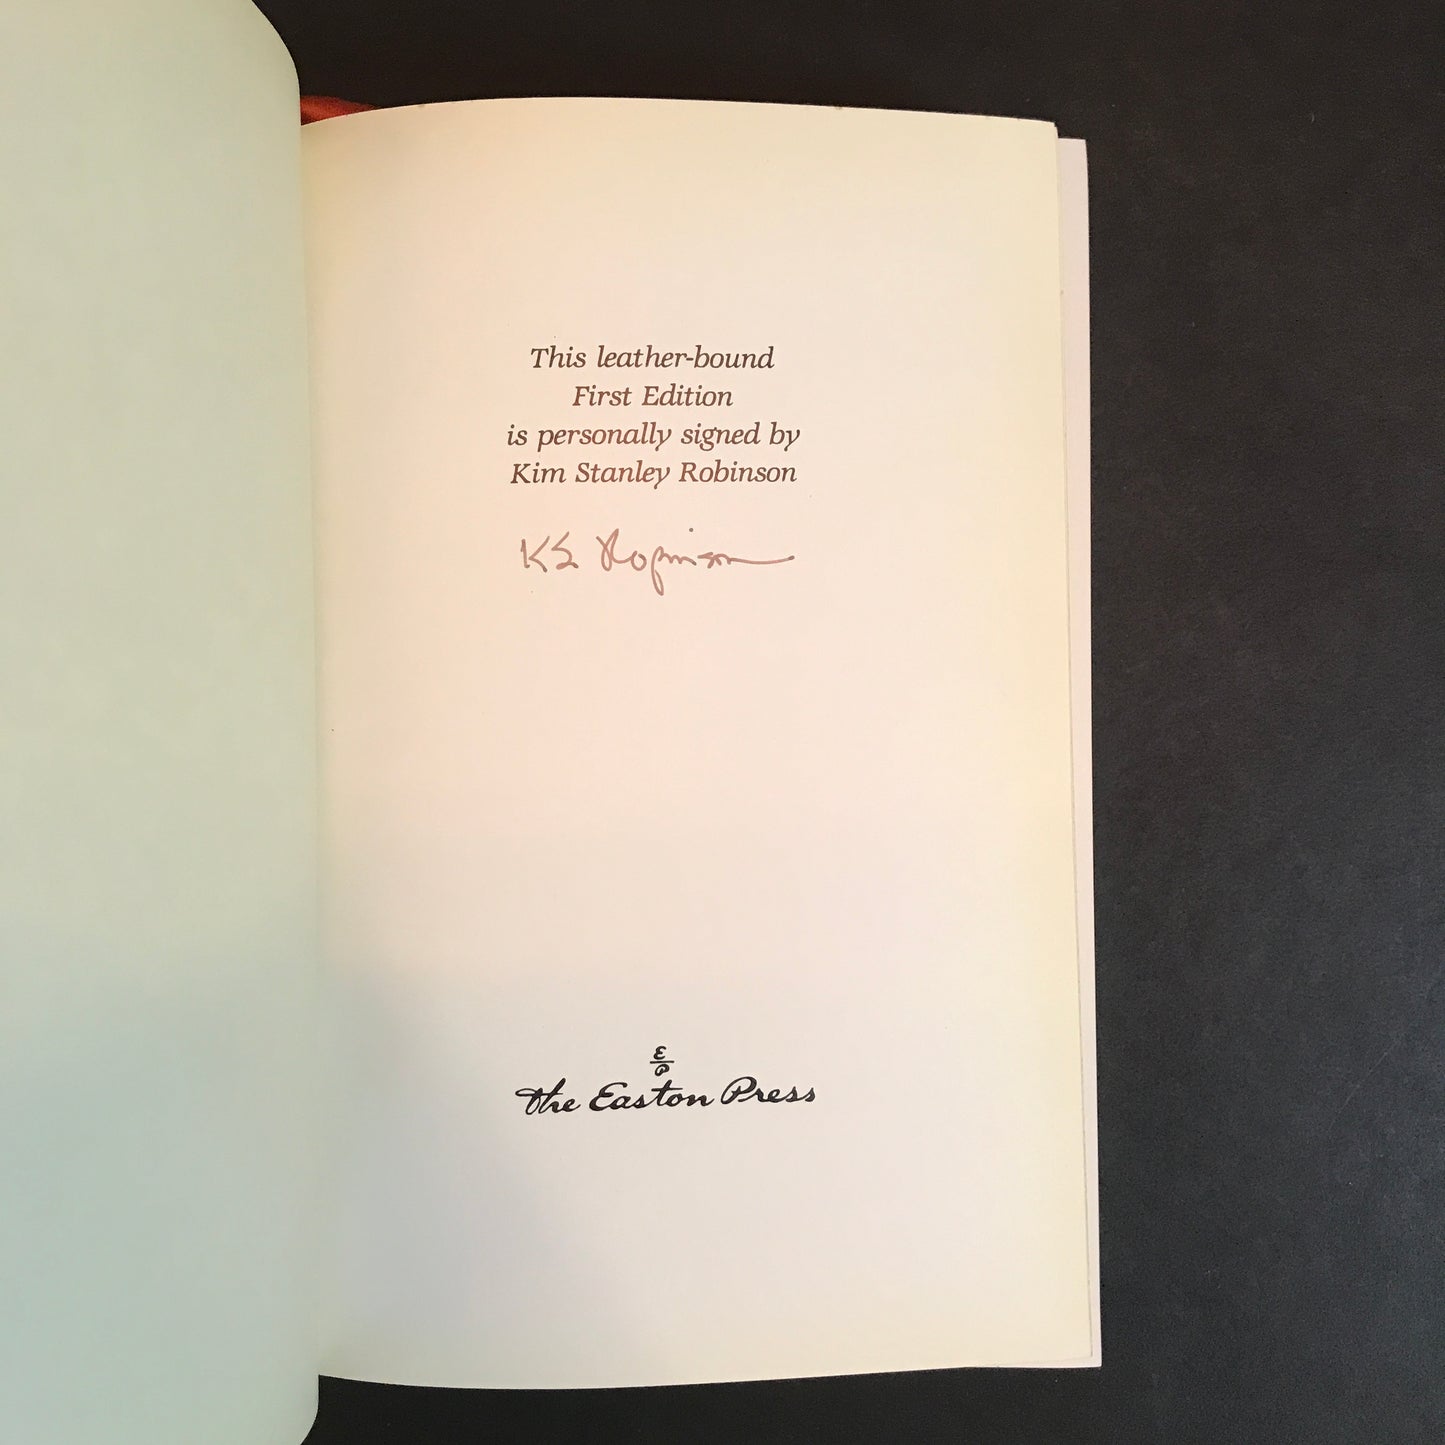 This leather-bound
First Edition
is personally signed by
Kim Stanley Robinson
KS Robinson
E
P
The Easton Press